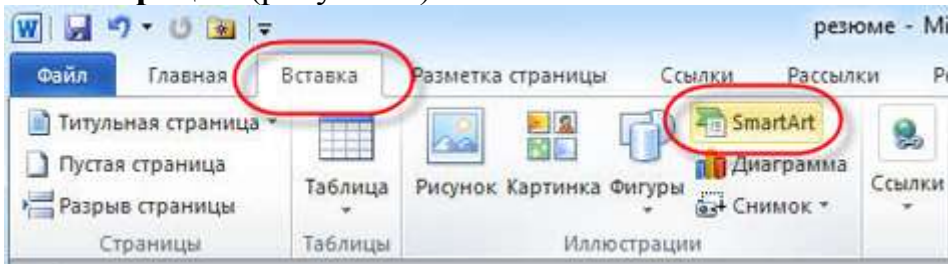 резюме - Mi
Файл Главная Вставка Разметка страницы Ссылки Рассылки
Титульная страница
Пустая страница
Разрыв страницы
Страницы
Таблица
Таблицы
Рисунок Картинка Фигуры
SmartArt
Диаграмма
Снимок
Иллюстрации
Ссылки